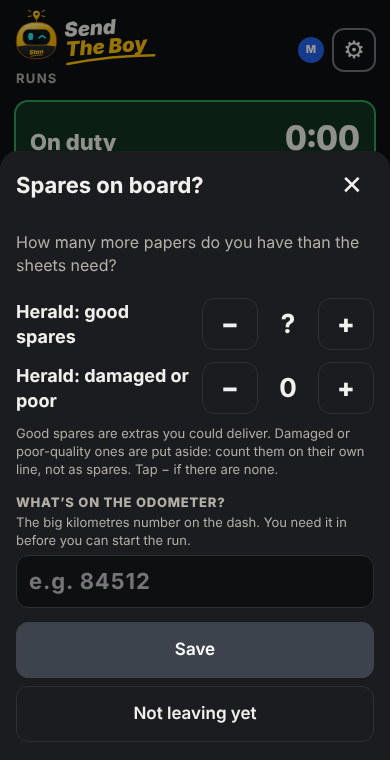 Send
The Boy
Start
M
RUNS
On duty
0:00
Spares on board?
How many more papers do you have than the
sheets need?
Herald: good
spares
−
?
+
Herald: damaged or
poor
−
0
+
Good spares are extras you could deliver. Damaged or
poor-quality ones are put aside: count them on their own
line, not as spares. Tap − if there are none.
WHAT'S ON THE ODOMETER?
The big kilometres number on the dash. You need it in
before you can start the run.
e.g. 84512
Save
Not leaving yet